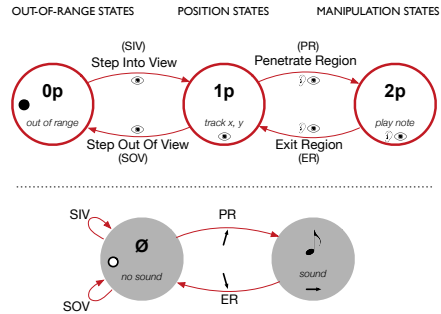 OUT-OF-RANGE STATES POSITION STATES MANIPULATION STATES
(SIV) (PR)
Step Into View Penetrate Region
0p 1p 2p
out of range track x, y play note
Step Out Of View Exit Region
(SOV) (ER)
SIV PR
Ø
no sound sound
SOV ER